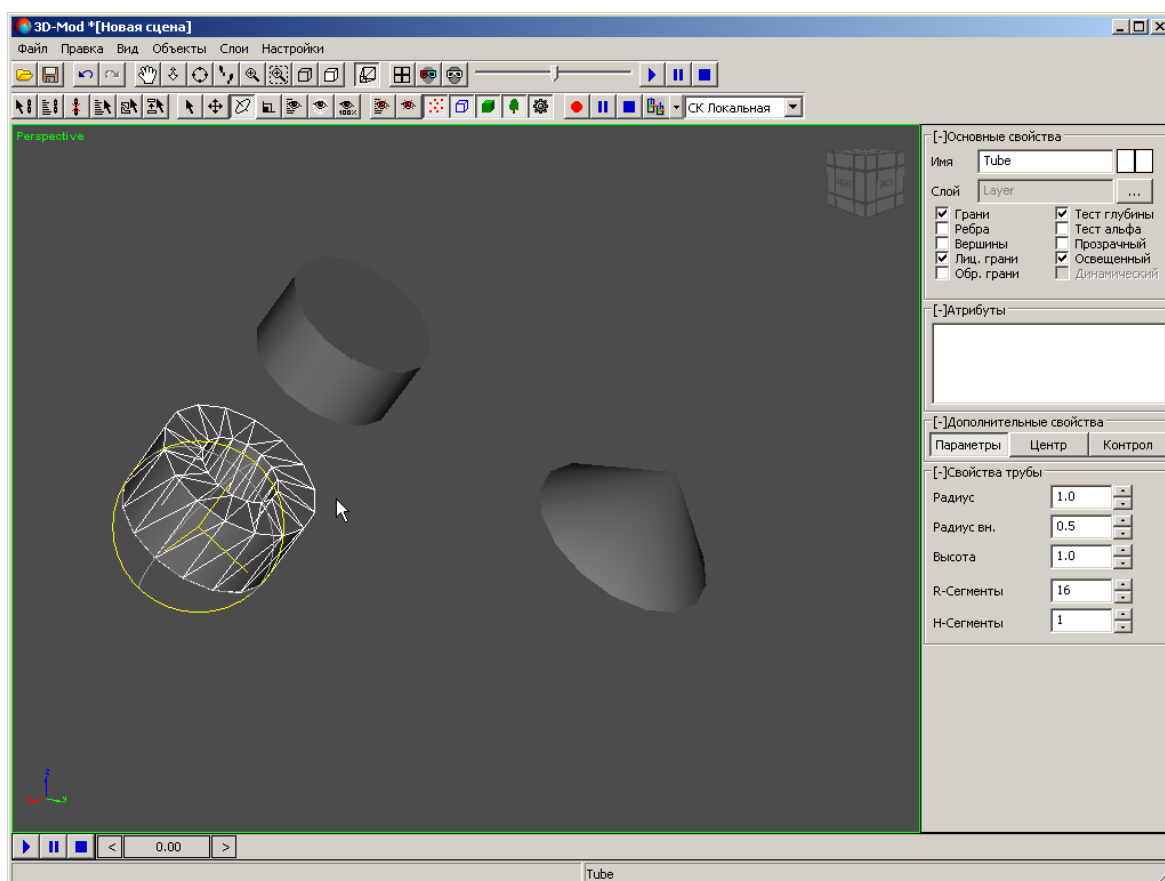 3D-Mod *[Новая сцена]
Файл Правка Вид Объекты Слои Настройки
100%
СК Локальная
Perspective
[-]Основные свойства
Имя Tube
Слой Layer ...
Грани Тест глубины
Ребра Тест альфа
Вершины Прозрачный
Лиц. грани Освещенный
Обр. грани Динамический
[-]Атрибуты
[-]Дополнительные свойства
Параметры Центр Контрол
[-]Свойства трубы
Радиус 1.0
Радиус вн. 0.5
Высота 1.0
R-Сегменты 16
H-Сегменты 1
z
y
< 0.00 >
Tube